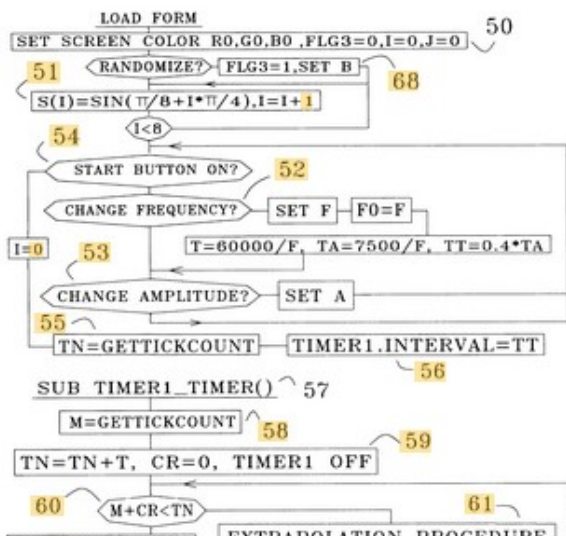 LOAD FORM
SET SCREEN COLOR R0,G0,B0 ,FLG3=0,I=0,J=0 50
RANDOMIZE? FLG3=1,SET B
51 68
S(I)=SIN(π/8+I*π/4),I=I+1
I<8
54
START BUTTON ON? 52
CHANGE FREQUENCY? SET F F0=F
I=0 T=60000/F, TA=7500/F, TT=0.4*TA
53
CHANGE AMPLITUDE? SET A
55
TN=GETTICKCOUNT TIMER1.INTERVAL=TT
56
SUB TIMER1_TIMER() 57
M=GETTICKCOUNT 58
59
TN=TN+T, CR=0, TIMER1 OFF
60 61
M+CR<TN
EXTRAPOLATION PROCEDURE